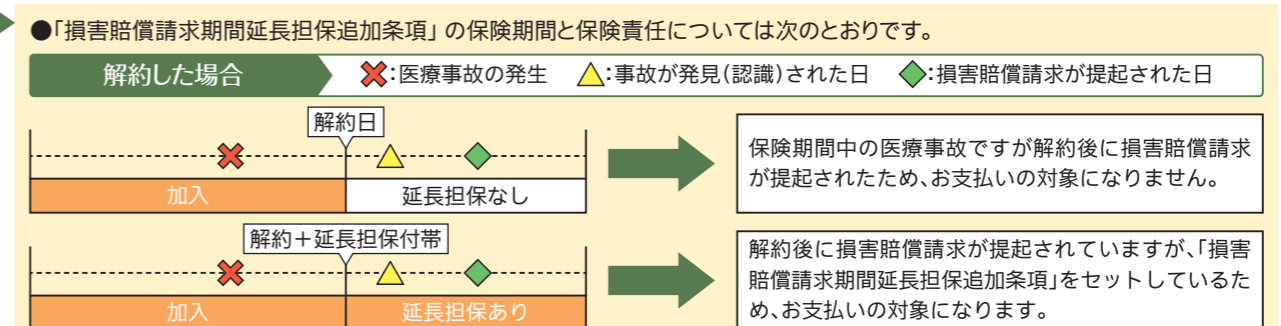 ●「損害賠償請求期間延長担保追加条項」の保険期間と保険責任については次のとおりです。
解約した場合
:医療事故の発生 :事故が発見(認識)された日 :損害賠償請求が提起された日
解約日
加入 延長担保なし
保険期間中の医療事故ですが解約後に損害賠償請求
が提起されたため、お支払いの対象になりません。
解約+延長担保付帯
加入 延長担保あり
解約後に損害賠償請求が提起されていますが、「損害
賠償請求期間延長担保追加条項」をセットしているた
め、お支払いの対象になります。